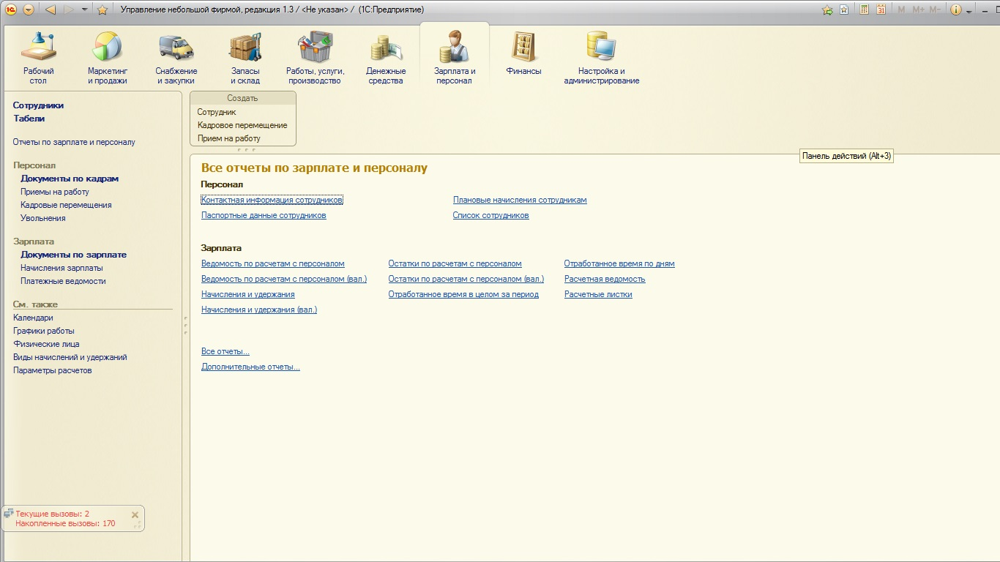 Управление небольшой фирмой, редакция 1.3 / <Не указан> / (1С:Предприятие)
M M+ M-
31
Рабочий
стол
Маркетинг
и продажи
Снабжение
и закупки
Запасы
и склад
Работы, услуги,
производство
Денежные
средства
Зарплата и
персонал
Финансы
Настройка и
администрирование
Сотрудники
Табели
Отчеты по зарплате и персоналу
Персонал
Документы по кадрам
Приемы на работу
Кадровые перемещения
Увольнения
Зарплата
Документы по зарплате
Начисления зарплаты
Платежные ведомости
См. также
Календари
Графики работы
Физические лица
Виды начислений и удержаний
Параметры расчетов
Текущие вызовы: 2
Накопленные вызовы: 170
Создать
Сотрудник
Кадровое перемещение
Прием на работу
Панель действий (Alt+3)
Все отчеты по зарплате и персоналу
Персонал
Контактная информация сотрудников
Плановые начисления сотрудникам
Паспортные данные сотрудников
Список сотрудников
Зарплата
Ведомость по расчетам с персоналом
Остатки по расчетам с персоналом
Отработанное время по дням
Ведомость по расчетам с персоналом (вал.)
Остатки по расчетам с персоналом (вал.)
Расчетная ведомость
Начисления и удержания
Отработанное время в целом за период
Расчетные листки
Начисления и удержания (вал.)
Все отчеты...
Дополнительные отчеты...